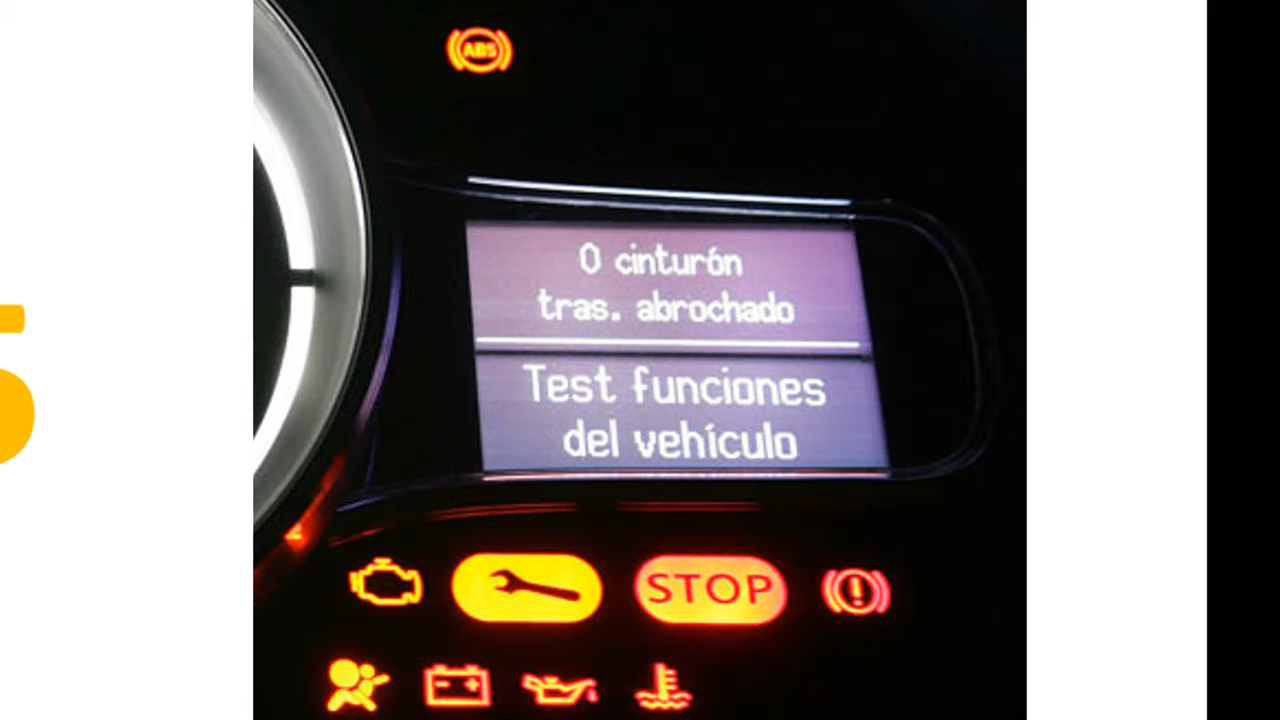 ABS
0 cinturón
tras. abrochado
Test funciones
del vehículo
STOP